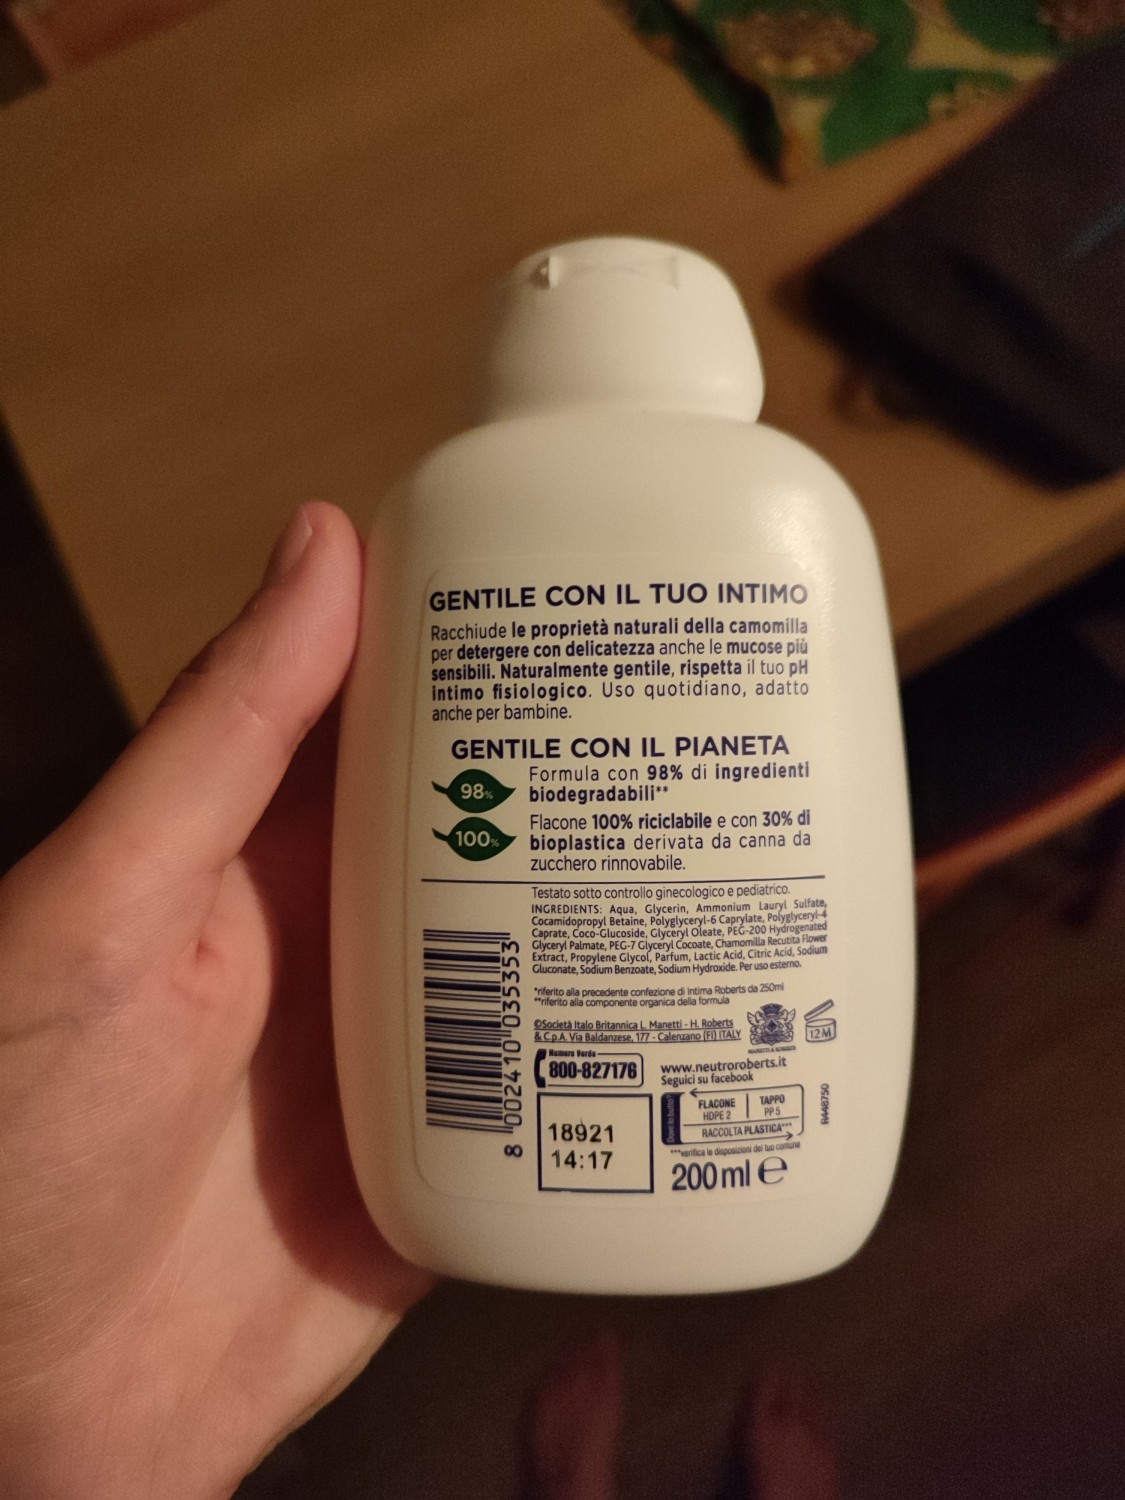 GENTILE CON IL TUO INTIMO
Racchiude le proprietà naturali della camomilla
per detergere con delicatezza anche le mucose più
sensibili. Naturalmente gentile, rispetta il tuo pH
intimo fisiologico. Uso quotidiano, adatto
anche per bambine.
GENTILE CON IL PIANETA
98%
Formula con 98% di ingredienti
biodegradabili**
100%
Flacone 100% riciclabile e con 30% di
bioplastica derivata da canna da
zucchero rinnovabile.
Testato sotto controllo ginecologico e pediatrico.
INGREDIENTS: Aqua, Glycerin, Ammonium Lauryl Sulfate,
Cocamidopropyl Betaine, Polyglyceryl-6 Caprylate, Polyglyceryl-4
Caprate, Coco-Glucoside, Glyceryl Oleate, PEG-200 Hydrogenated
Glyceryl Palmate, PEG-7 Glyceryl Cocoate, Chamomilla Recutita Flower
Extract, Propylene Glycol, Parfum, Lactic Acid, Citric Acid, Sodium
Gluconate, Sodium Benzoate, Sodium Hydroxide. Per uso esterno.
*riferito alla precedente confezione di Intima Roberts da 250ml
**riferito alla componente organica della formula
©Società Italo Britannica L. Manetti - H. Roberts
& C.p.A. Via Baldanzese, 177 - Calenzano (FI) ITALY
MANETTI & ROBERTS
12M
Numero Verde
800-827176
www.neutroroberts.it
Seguici su facebook
8 002410 035353
18921
14:17
FLACONE
HDPE 2
TAPPO
PP 5
RACCOLTA PLASTICA***
***verifica le disposizioni del tuo comune
200 ml e
R448750